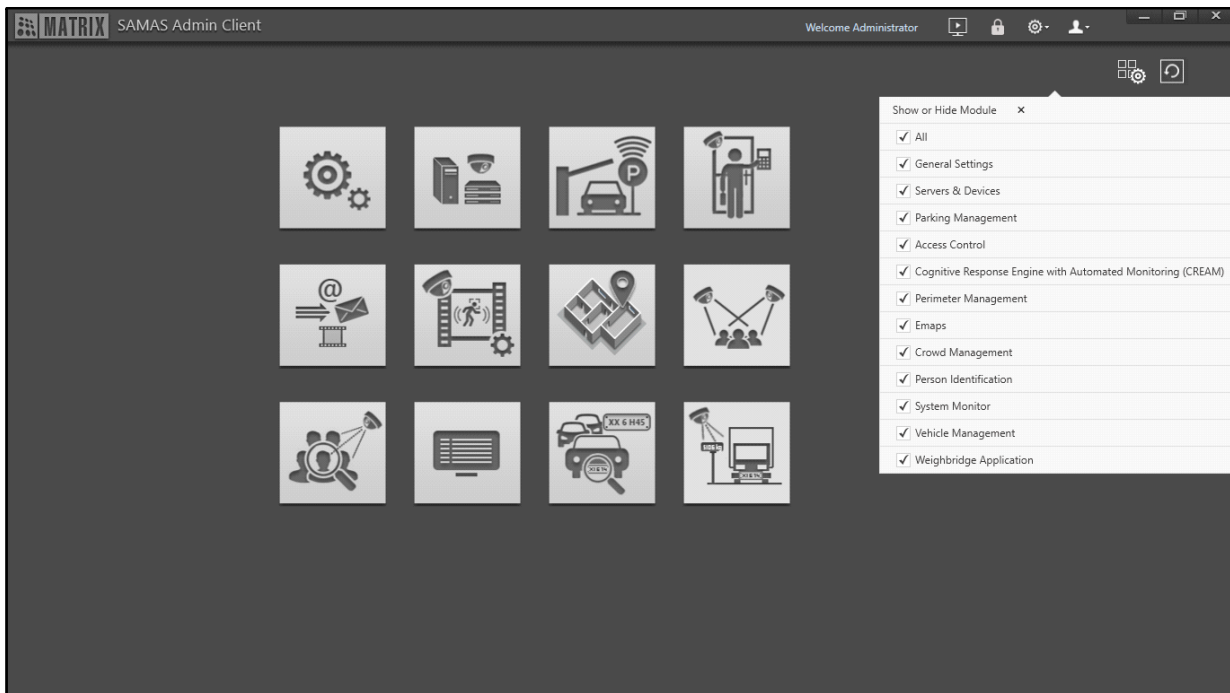 MATRIX SAMAS Admin Client
Welcome Administrator
Show or Hide Module
All
General Settings
Servers & Devices
Parking Management
Access Control
Cognitive Response Engine with Automated Monitoring (CREAM)
Perimeter Management
Emaps
Crowd Management
Person Identification
System Monitor
Vehicle Management
Weighbridge Application
P
@
XX 6 H45